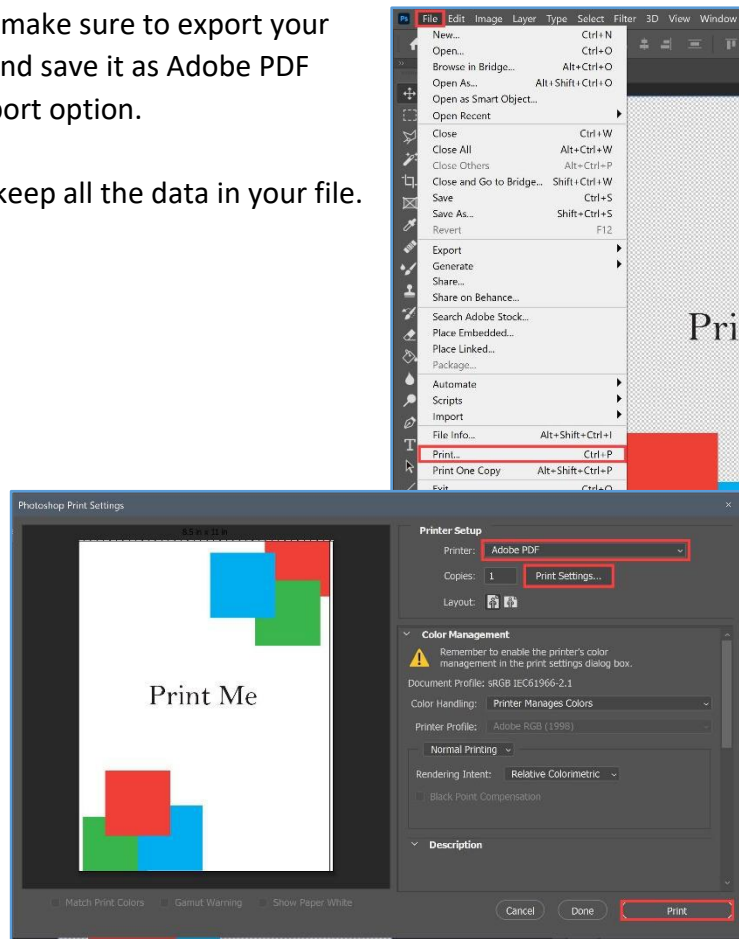 make sure to export your
nd save it as Adobe PDF
port option.
keep all the data in your file.
Ps File Edit Image Layer Type Select Filter 3D View Window
New... Ctrl+N
Open... Ctrl+O
Browse in Bridge... Alt+Ctrl+O
Open As... Alt+Shift+Ctrl+O
Open as Smart Object...
Open Recent
Close Ctrl+W
Close All Alt+Ctrl+W
Close Others Alt+Ctrl+P
Close and Go to Bridge... Shift+Ctrl+W
Save Ctrl+S
Save As... Shift+Ctrl+S
Revert F12
Export
Generate
Share...
Share on Behance...
Search Adobe Stock...
Place Embedded...
Place Linked...
Package...
Automate
Scripts
Import
File Info... Alt+Shift+Ctrl+I
Print... Ctrl+P
Print One Copy Alt+Shift+Ctrl+P
Exit Ctrl+Q
Pri
Photoshop Print Settings
8.5 in x 11 in
Print Me
Match Print Colors Gamut Warning Show Paper White
Printer Setup
Printer: Adobe PDF
Copies: 1 Print Settings...
Layout:
Color Management
Remember to enable the printer's color
management in the print settings dialog box.
Document Profile: sRGB IEC61966-2.1
Color Handling: Printer Manages Colors
Printer Profile: Adobe RGB (1998)
Normal Printing
Rendering Intent: Relative Colorimetric
Black Point Compensation
Description
Cancel Done Print